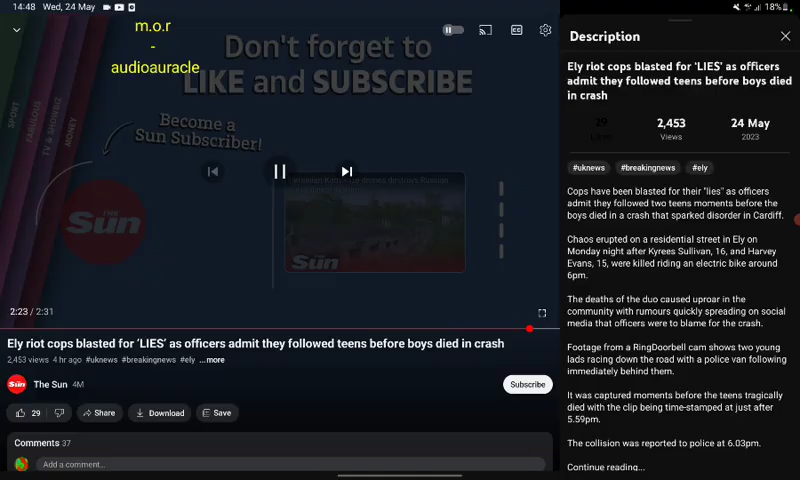 14:48 Wed, 24 May
18%
m.o.r
-
audioauracle
Don't forget to
LIKE and SUBSCRIBE
Become a
Sun Subscriber!
SPORT
FABULOUS
TV & SHOWBIZ
MONEY
THE
Sun
Sun
CC
2:23 / 2:31
Ely riot cops blasted for ‘LIES’ as officers admit they followed teens before boys died in crash
2,453 views 4 hr ago #uknews #breakingnews #ely ...more
Sun
The Sun 4M
Subscribe
29
Share
Download
Save
Comments 37
Add a comment...
Description
Ely riot cops blasted for ‘LIES’ as officers
admit they followed teens before boys died
in crash
29
Likes
2,453
Views
24 May
2023
#uknews
#breakingnews
#ely
Cops have been blasted for their "lies" as officers
admit they followed two teens moments before the
boys died in a crash that sparked disorder in Cardiff.
Chaos erupted on a residential street in Ely on
Monday night after Kyrees Sullivan, 16, and Harvey
Evans, 15, were killed riding an electric bike around
6pm.
The deaths of the duo caused uproar in the
community with rumours quickly spreading on social
media that officers were to blame for the crash.
Footage from a RingDoorbell cam shows two young
lads racing down the road with a police van following
immediately behind them.
It was captured moments before the teens tragically
died with the clip being time-stamped at just after
5.59pm.
The collision was reported to police at 6.03pm.
Continue reading...